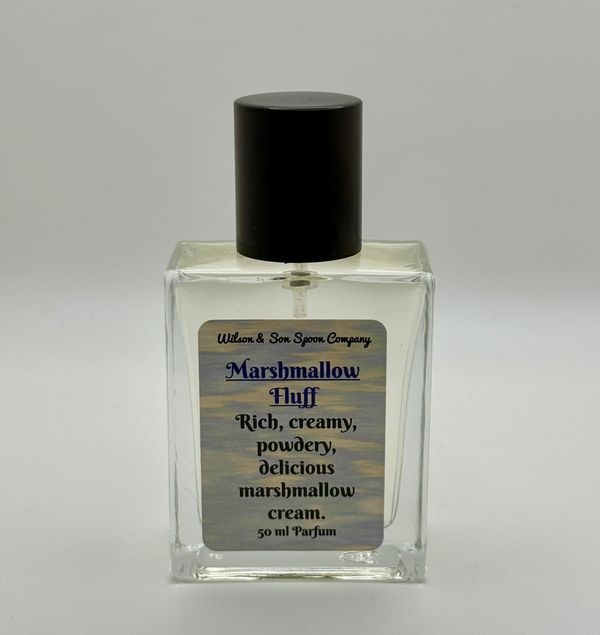 Wilson & Son Spoon Company
Marshmallow
Fluff
Rich, creamy,
powdery,
delicious
marshmallow
cream.
50 ml Parfum